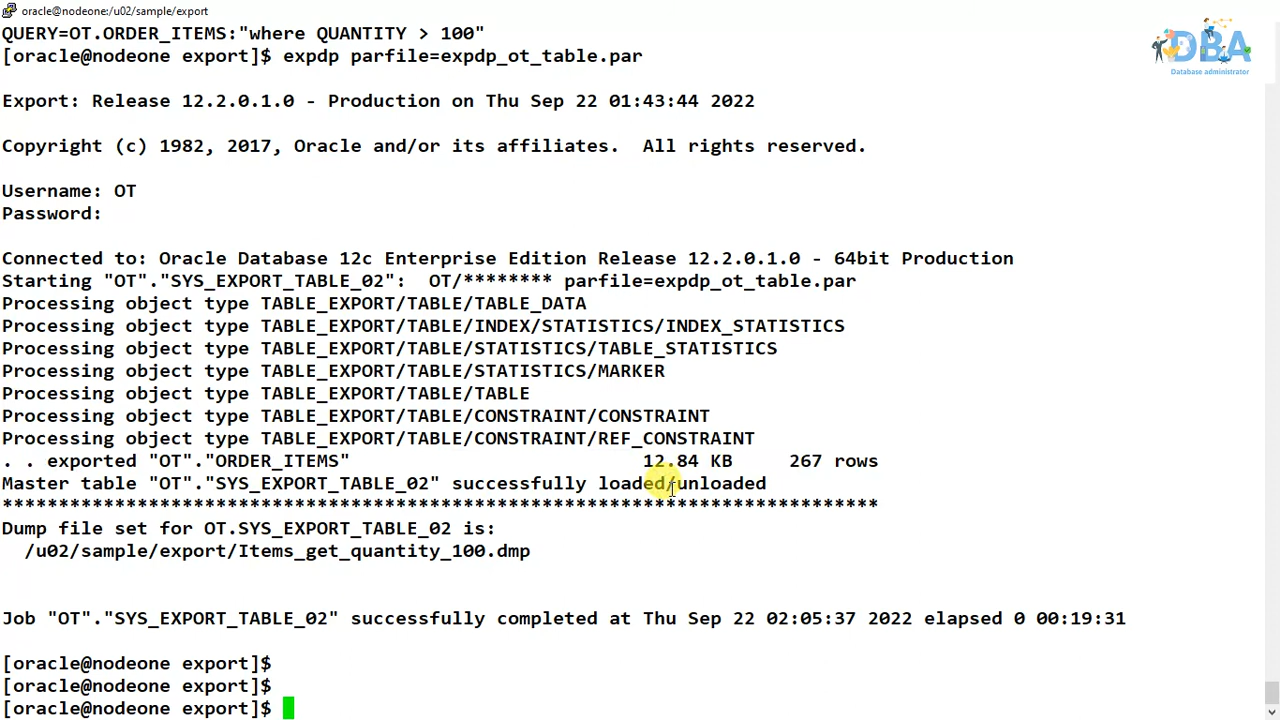 oracle@nodeone:/u02/sample/export
QUERY=OT.ORDER_ITEMS:"where QUANTITY > 100"
[oracle@nodeone export]$ expdp parfile=expdp_ot_table.par
Export: Release 12.2.0.1.0 - Production on Thu Sep 22 01:43:44 2022
Copyright (c) 1982, 2017, Oracle and/or its affiliates.  All rights reserved.
Username: OT
Password:
Connected to: Oracle Database 12c Enterprise Edition Release 12.2.0.1.0 - 64bit Production
Starting "OT"."SYS_EXPORT_TABLE_02":  OT/******** parfile=expdp_ot_table.par
Processing object type TABLE_EXPORT/TABLE/TABLE_DATA
Processing object type TABLE_EXPORT/TABLE/INDEX/STATISTICS/INDEX_STATISTICS
Processing object type TABLE_EXPORT/TABLE/STATISTICS/TABLE_STATISTICS
Processing object type TABLE_EXPORT/TABLE/STATISTICS/MARKER
Processing object type TABLE_EXPORT/TABLE/TABLE
Processing object type TABLE_EXPORT/TABLE/CONSTRAINT/CONSTRAINT
Processing object type TABLE_EXPORT/TABLE/CONSTRAINT/REF_CONSTRAINT
. . exported "OT"."ORDER_ITEMS"                          12.84 KB     267 rows
Master table "OT"."SYS_EXPORT_TABLE_02" successfully loaded/unloaded
******************************************************************************
Dump file set for OT.SYS_EXPORT_TABLE_02 is:
  /u02/sample/export/Items_get_quantity_100.dmp
Job "OT"."SYS_EXPORT_TABLE_02" successfully completed at Thu Sep 22 02:05:37 2022 elapsed 0 00:19:31
[oracle@nodeone export]$
[oracle@nodeone export]$
[oracle@nodeone export]$
DBA
Database administrator